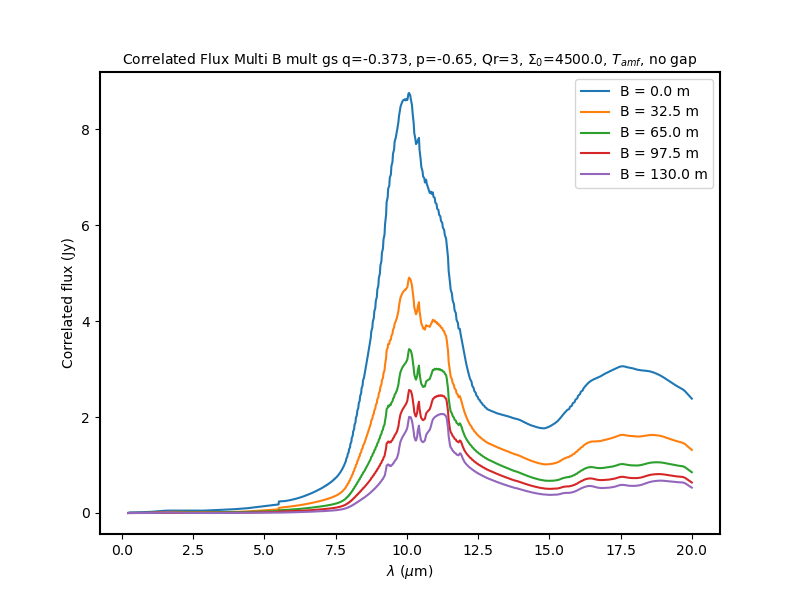 Correlated Flux Multi B mult gs q=-0.373, p=-0.65, Qr=3, Σ₀=4500.0, T_amf, no gap
B = 0.0 m
B = 32.5 m
B = 65.0 m
B = 97.5 m
B = 130.0 m
Correlated flux (Jy)
8
6
4
2
0
0.0 2.5 5.0 7.5 10.0 12.5 15.0 17.5 20.0
λ (μm)